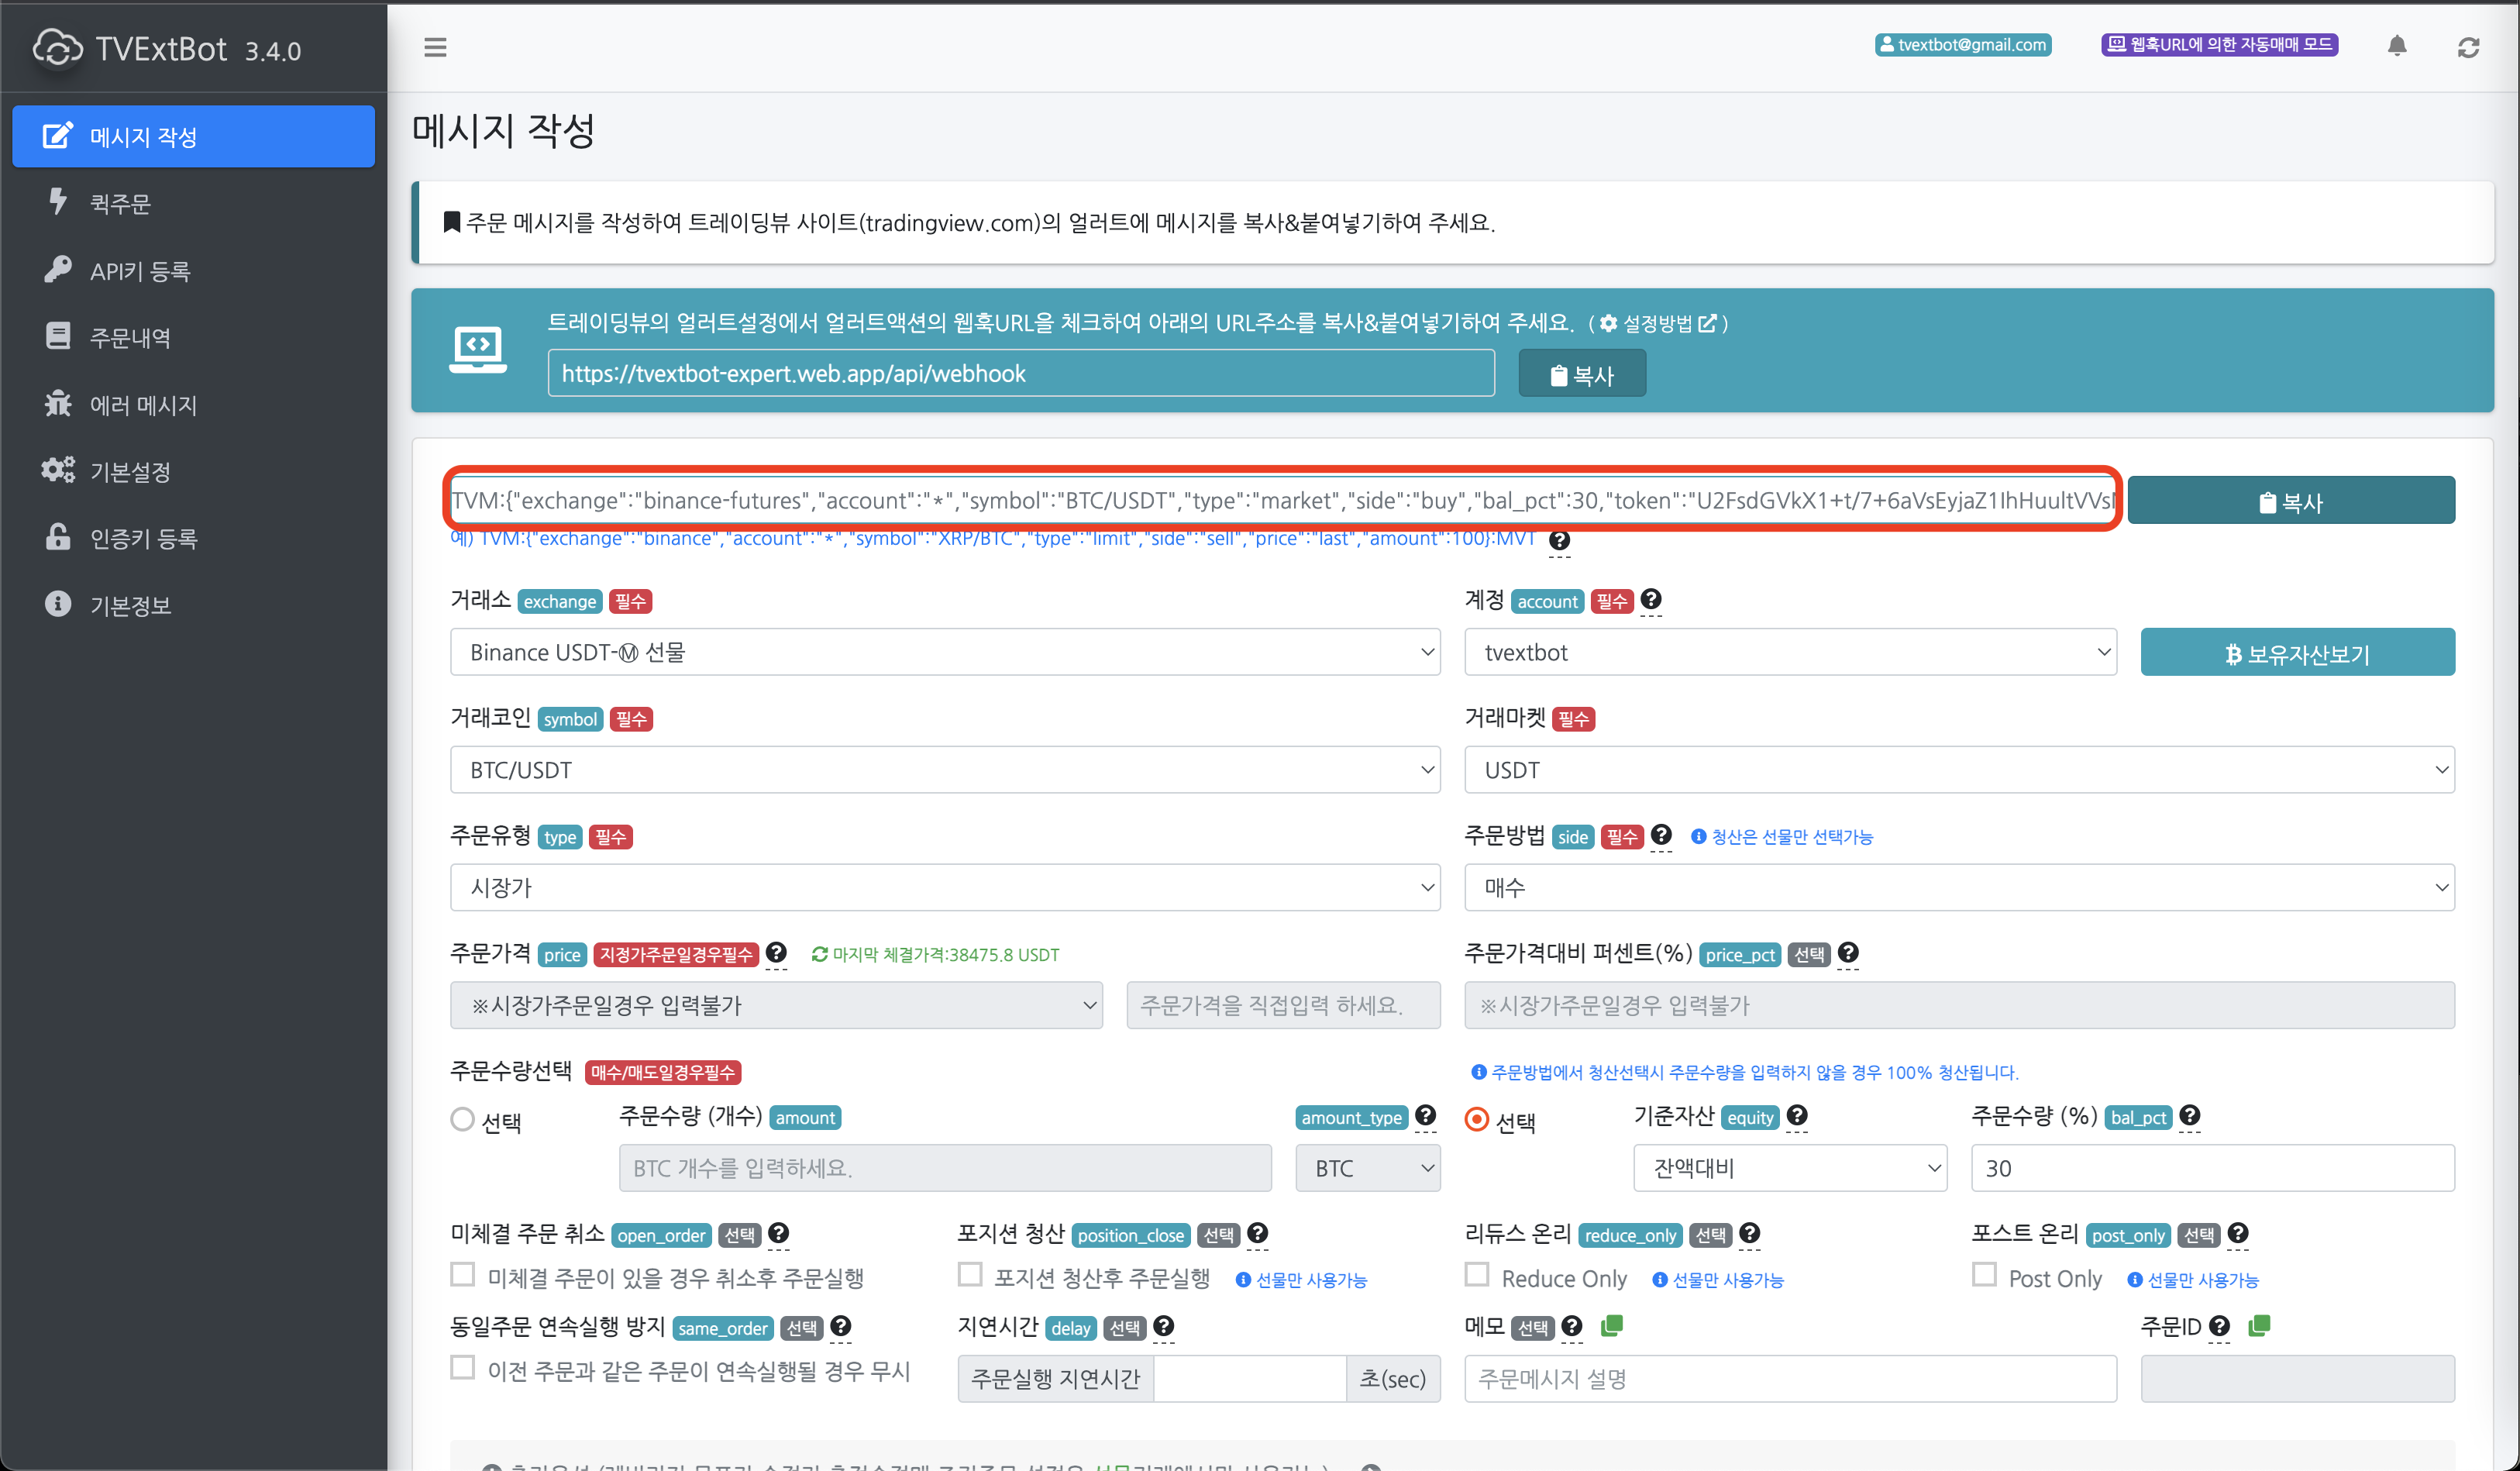 TVExtBot 3.4.0
tvextbot@gmail.com
웹훅URL에 의한 자동매매 모드
메시지 작성
퀵주문
API키 등록
주문내역
에러 메시지
기본설정
인증키 등록
기본정보
메시지 작성
주문 메시지를 작성하여 트레이딩뷰 사이트(tradingview.com)의 얼러트에 메시지를 복사&붙여넣기하여 주세요.
트레이딩뷰의 얼러트설정에서 얼러트액션의 웹훅URL을 체크하여 아래의 URL주소를 복사&붙여넣기하여 주세요. ( 설정방법 )
https://tvextbot-expert.web.app/api/webhook 복사
TVM:{"exchange":"binance-futures","account":"*","symbol":"BTC/USDT","type":"market","side":"buy","bal_pct":30,"token":"U2FsdGVkX1+t/7+6aVsEyjaZ1IhHuultVVsI 복사
예) TVM:{"exchange":"binance","account":"*","symbol":"XRP/BTC","type":"limit","side":"sell","price":"last","amount":100}:MVT
거래소 exchange 필수 계정 account 필수
Binance USDT-Ⓜ 선물 tvextbot 보유자산보기
거래코인 symbol 필수 거래마켓 필수
BTC/USDT USDT
주문유형 type 필수 주문방법 side 필수 청산은 선물만 선택가능
시장가 매수
주문가격 price 지정가주문일경우필수 마지막 체결가격:38475.8 USDT 주문가격대비 퍼센트(%) price_pct 선택
※시장가주문일경우 입력불가 주문가격을 직접입력 하세요. ※시장가주문일경우 입력불가
주문수량선택 매수/매도일경우필수 주문방법에서 청산선택시 주문수량을 입력하지 않을 경우 100% 청산됩니다.
선택 주문수량 (개수) amount amount_type 선택 기준자산 equity 주문수량 (%) bal_pct
BTC 개수를 입력하세요. BTC 잔액대비 30
미체결 주문 취소 open_order 선택 포지션 청산 position_close 선택 리듀스 온리 reduce_only 선택 포스트 온리 post_only 선택
미체결 주문이 있을 경우 취소후 주문실행 포지션 청산후 주문실행 선물만 사용가능 Reduce Only 선물만 사용가능 Post Only 선물만 사용가능
동일주문 연속실행 방지 same_order 선택 지연시간 delay 선택 메모 선택 주문ID
이전 주문과 같은 주문이 연속실행될 경우 무시 주문실행 지연시간 초(sec) 주문메시지 설명